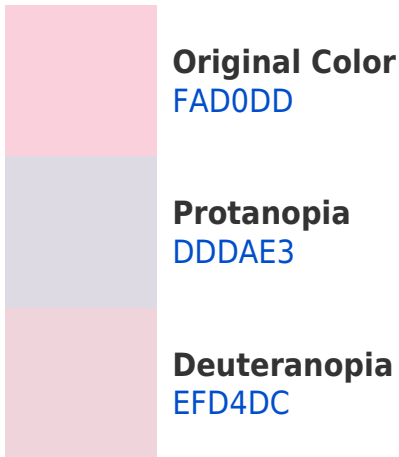 Original Color
FAD0DD
Protanopia
DDDAE3
Deuteranopia
EFD4DC